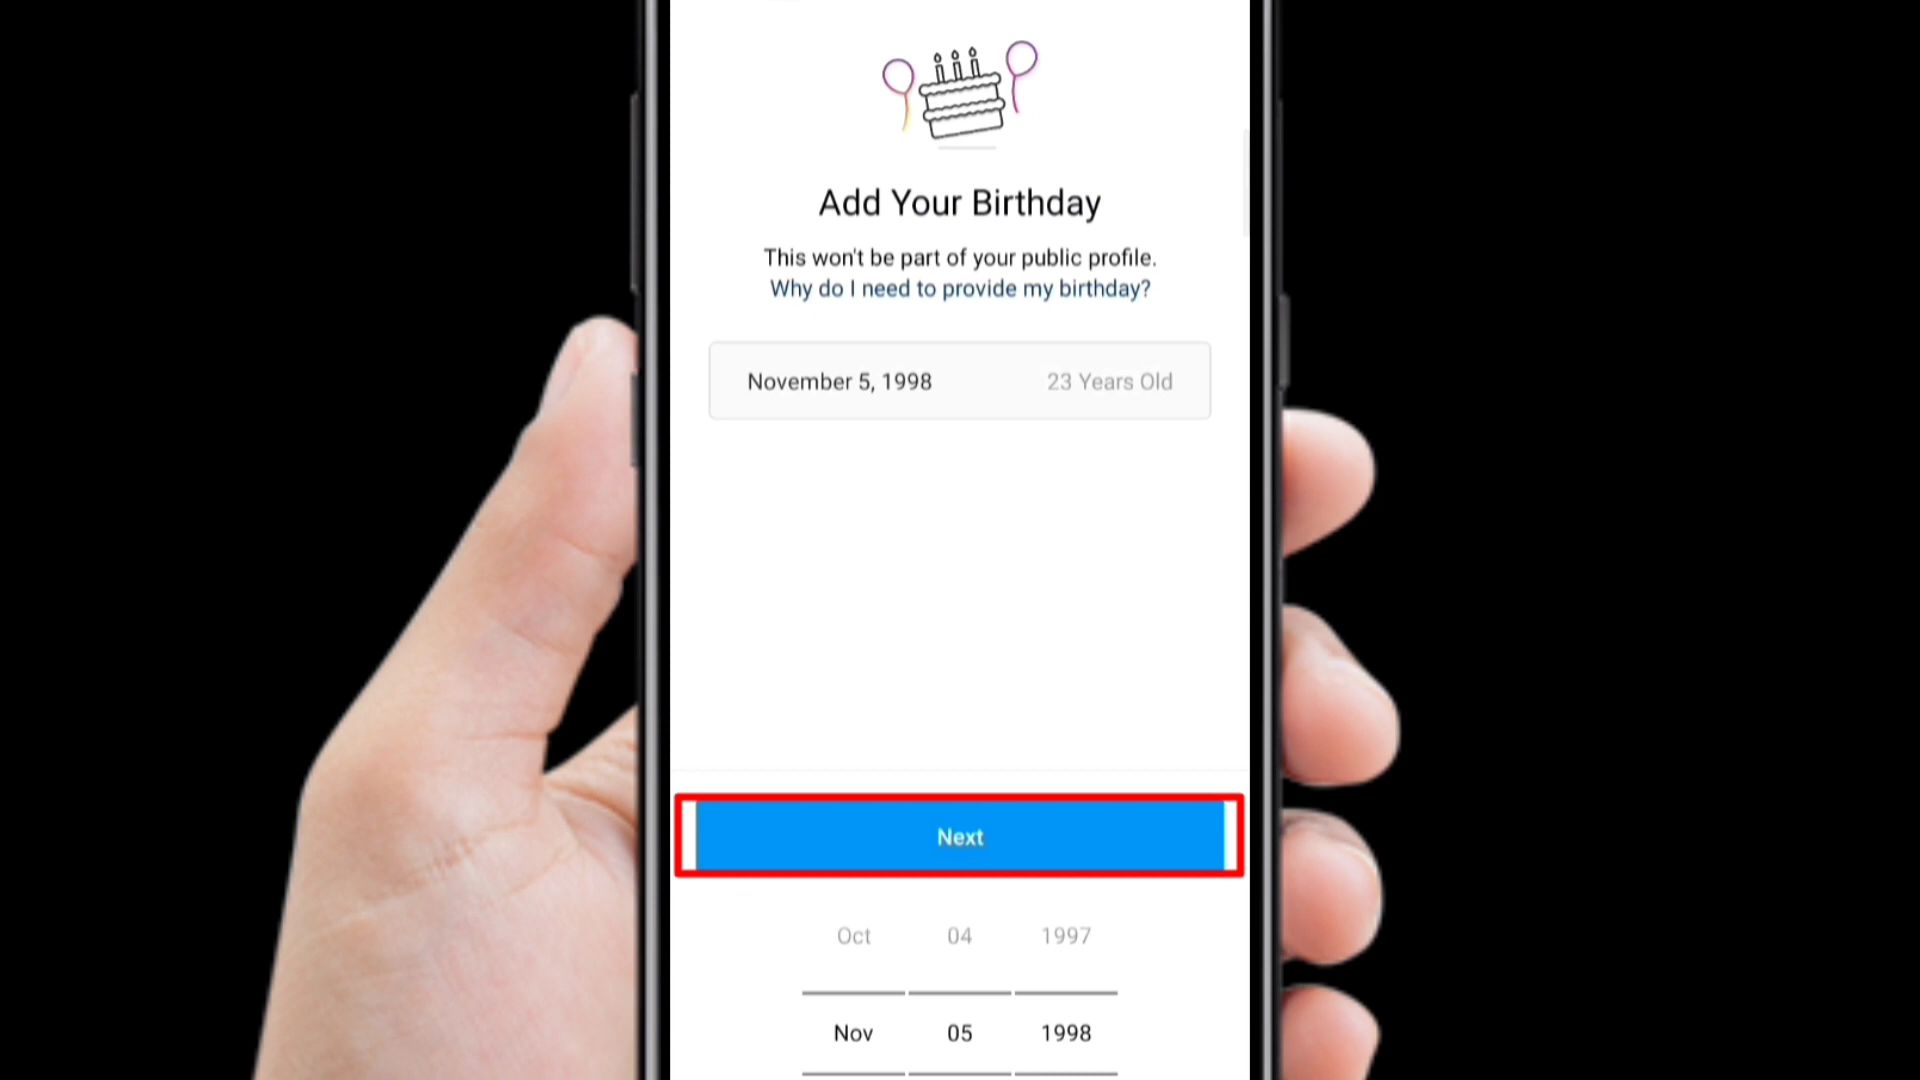 Add Your Birthday
This won't be part of your public profile.
Why do I need to provide my birthday?
November 5, 1998 23 Years Old
Next
Oct 04 1997
Nov 05 1998